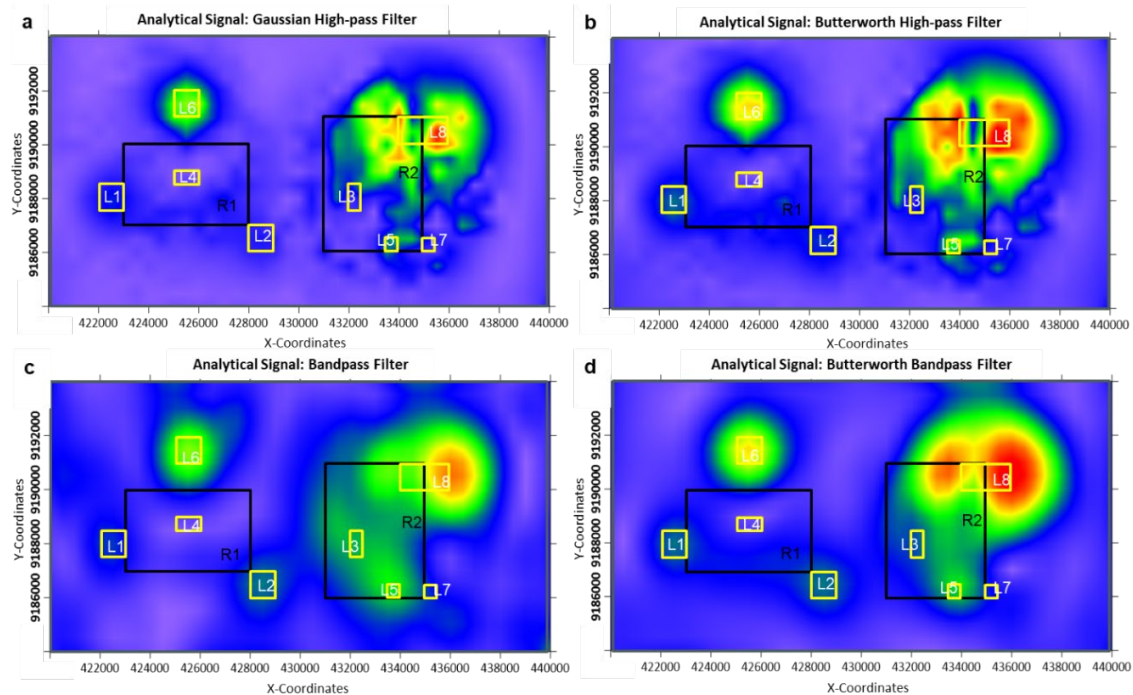 a
Analytical Signal: Gaussian High-pass Filter
Y-Coordinates
9192000
9190000
9188000
9186000
L6
L8
L4
R2
L1
L3
R1
L2
L5
L7
422000 424000 426000 428000 430000 432000 434000 436000 438000 440000
X-Coordinates
b
Analytical Signal: Butterworth High-pass Filter
Y-Coordinates
9192000
9190000
9188000
9186000
L6
L8
L4
R2
L1
L3
R1
L2
L5
L7
422000 424000 426000 428000 430000 432000 434000 436000 438000 440000
X-Coordinates
c
Analytical Signal: Bandpass Filter
Y-Coordinates
9192000
9190000
9188000
9186000
L6
L8
L4
R2
L1
L3
R1
L2
L5
L7
422000 424000 426000 428000 430000 432000 434000 436000 438000 440000
X-Coordinates
d
Analytical Signal: Butterworth Bandpass Filter
Y-Coordinates
9192000
9190000
9188000
9186000
L6
L8
L4
R2
L1
L3
R1
L2
L5
L7
422000 424000 426000 428000 430000 432000 434000 436000 438000 440000
X-Coordinates